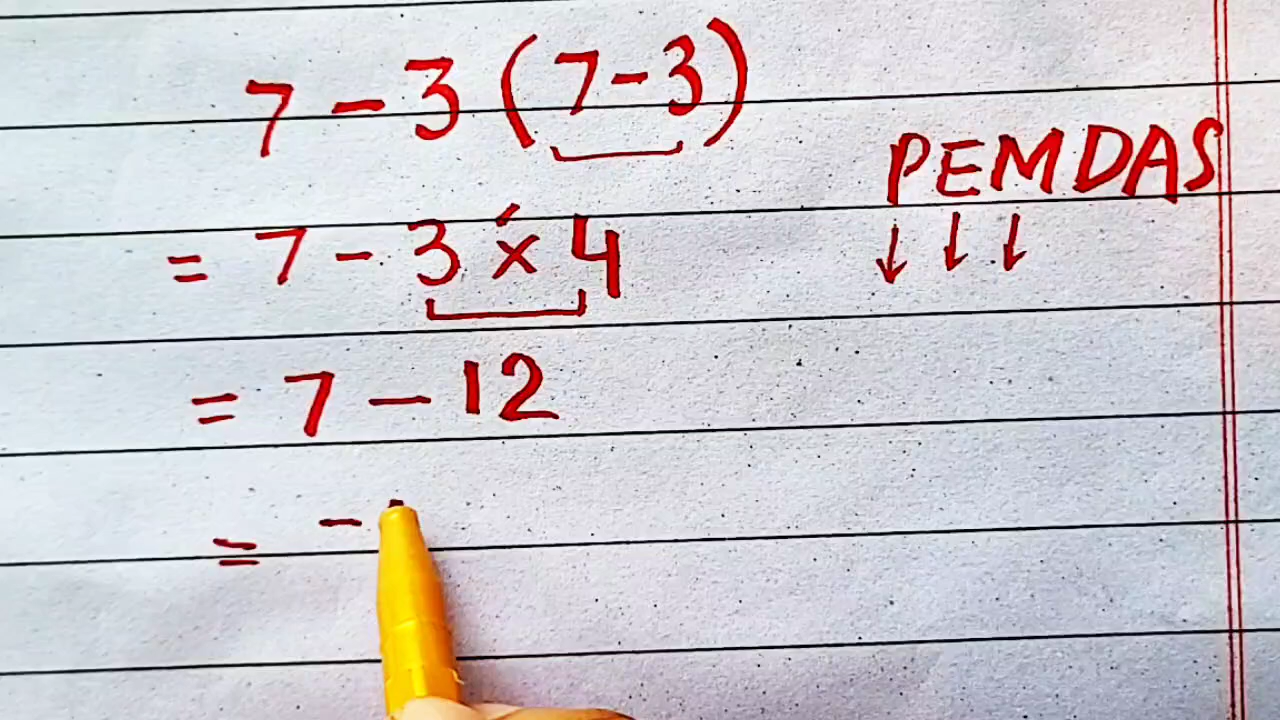 7 - 3 (7-3)
PEMDAS
= 7 - 3 × 4
= 7 - 12
= -